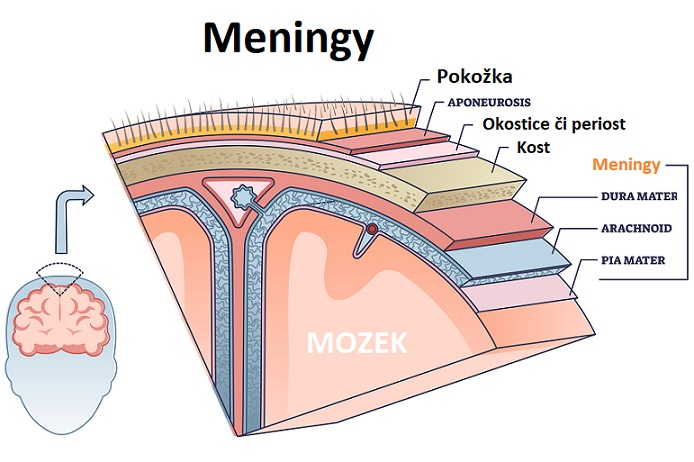 Meningy
Pokožka
APONEUROSIS
Okostice či periost
Kost
Meningy
DURA MATER
ARACHNOID
PIA MATER
MOZEK